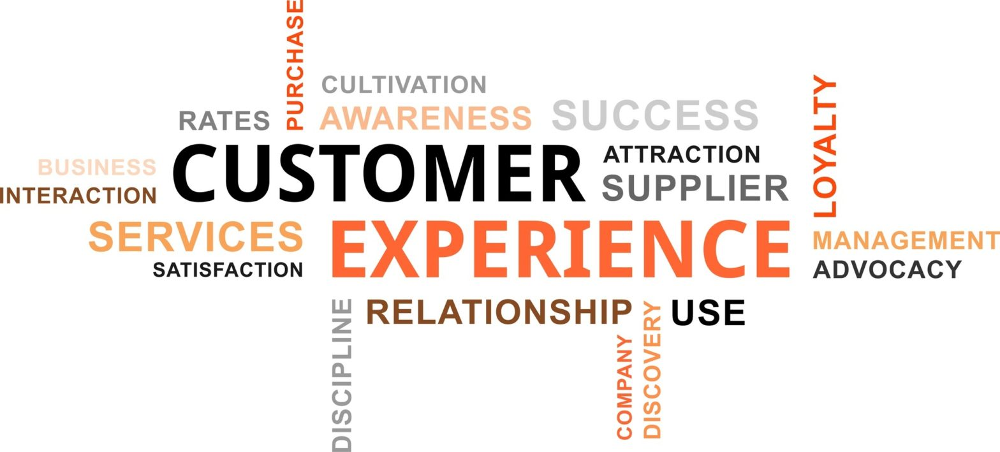 PURCHASE
CULTIVATION
RATES
AWARENESS
SUCCESS
LOYALTY
BUSINESS
CUSTOMER
ATTRACTION
INTERACTION
SUPPLIER
SERVICES
EXPERIENCE
MANAGEMENT
SATISFACTION
ADVOCACY
DISCIPLINE
RELATIONSHIP
USE
COMPANY
DISCOVERY